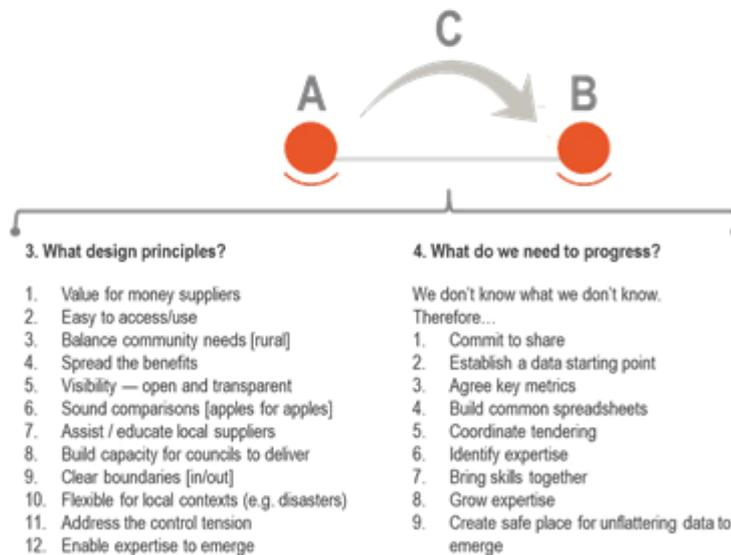 C
A
B
3. What design principles?
1. Value for money suppliers
2. Easy to access/use
3. Balance community needs [rural]
4. Spread the benefits
5. Visibility — open and transparent
6. Sound comparisons [apples for apples]
7. Assist / educate local suppliers
8. Build capacity for councils to deliver
9. Clear boundaries [in/out]
10. Flexible for local contexts (e.g. disasters)
11. Address the control tension
12. Enable expertise to emerge
4. What do we need to progress?
We don't know what we don't know.
Therefore…
1. Commit to share
2. Establish a data starting point
3. Agree key metrics
4. Build common spreadsheets
5. Coordinate tendering
6. Identify expertise
7. Bring skills together
8. Grow expertise
9. Create safe place for unflattering data to
emerge